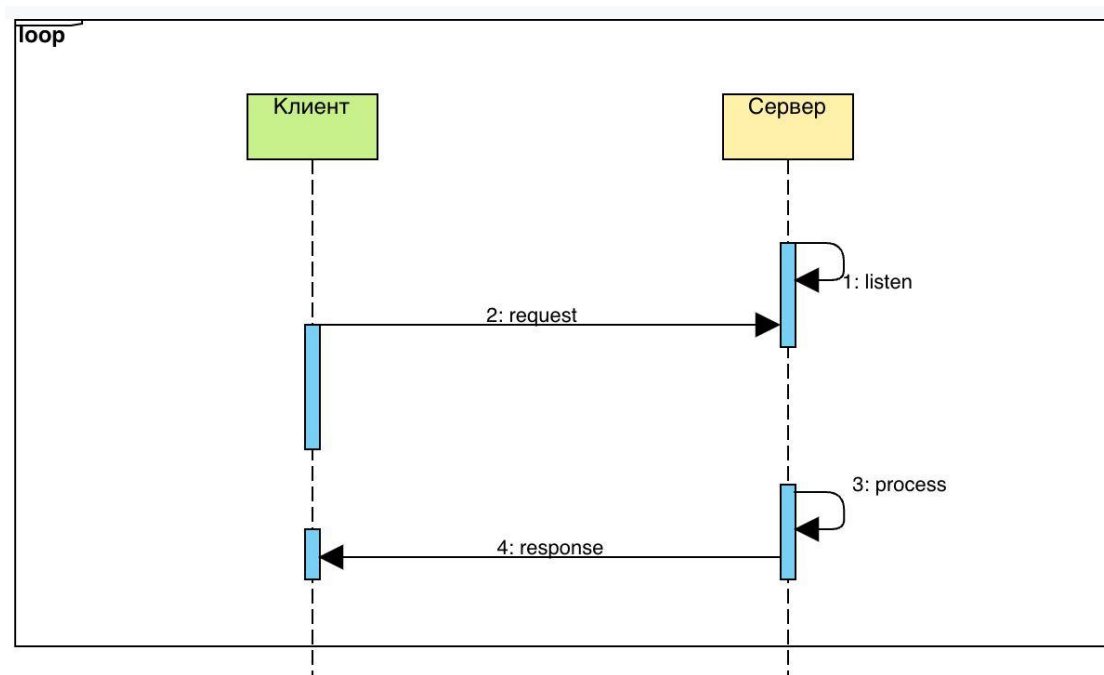 loop
Клиент
Сервер
1: listen
2: request
3: process
4: response